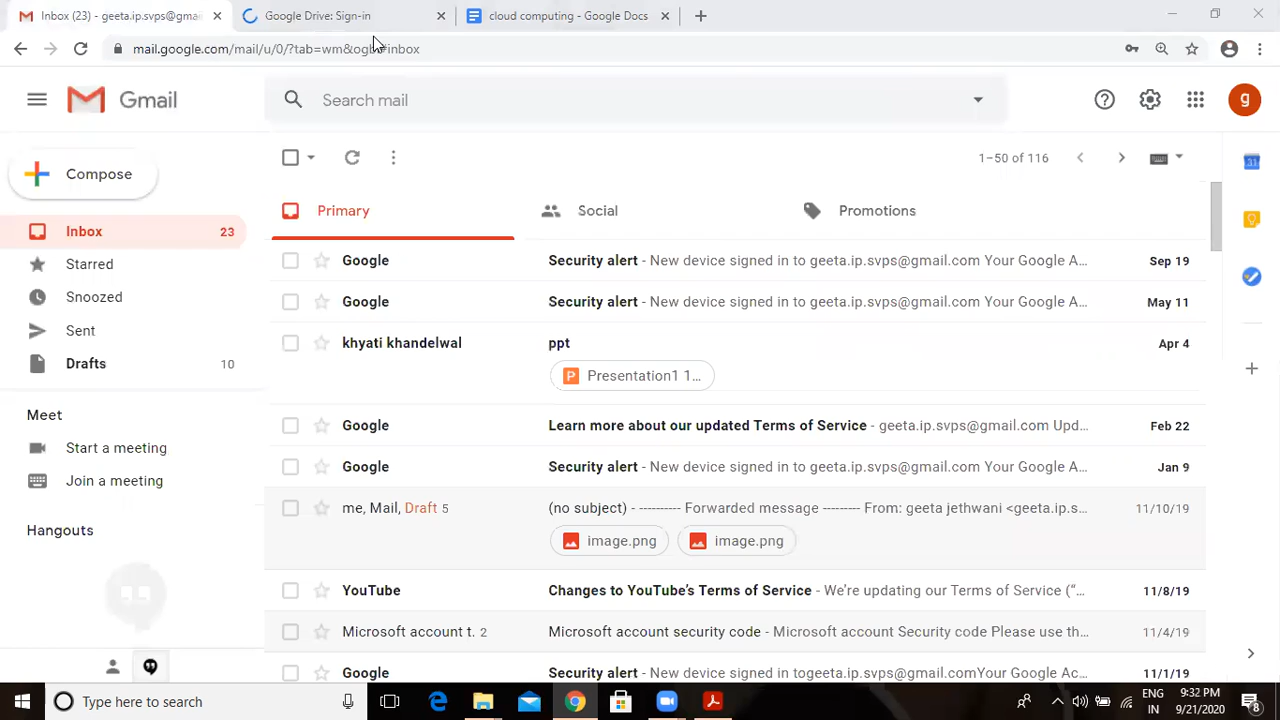 Inbox (23) - geeta.ip.svps@gmai
Google Drive: Sign-in
cloud computing - Google Docs
mail.google.com/mail/u/0/?tab=wm&ogbl#inbox
Gmail
Search mail
g
Compose
1–50 of 116
Primary
Social
Promotions
31
Inbox 23
Starred
Snoozed
Sent
Drafts 10
Meet
Start a meeting
Join a meeting
Hangouts
Google Security alert - New device signed in to geeta.ip.svps@gmail.com Your Google A… Sep 19
Google Security alert - New device signed in to geeta.ip.svps@gmail.com Your Google A… May 11
khyati khandelwal ppt Apr 4
P Presentation1 1…
Google Learn more about our updated Terms of Service - geeta.ip.svps@gmail.com Upd… Feb 22
Google Security alert - New device signed in to geeta.ip.svps@gmail.com Your Google A… Jan 9
me, Mail, Draft 5 (no subject) - ---------- Forwarded message --------- From: geeta jethwani <geeta.ip.s… 11/10/19
image.png image.png
YouTube Changes to YouTube's Terms of Service - We're updating our Terms of Service ("… 11/8/19
Microsoft account t. 2 Microsoft account security code - Microsoft account Security code Please use th… 11/4/19
Google Security alert - New device signed in togeeta.ip.svps@gmail.comYour Google Ac… 11/1/19
Type here to search
ENG
IN
9:32 PM
9/21/2020
8